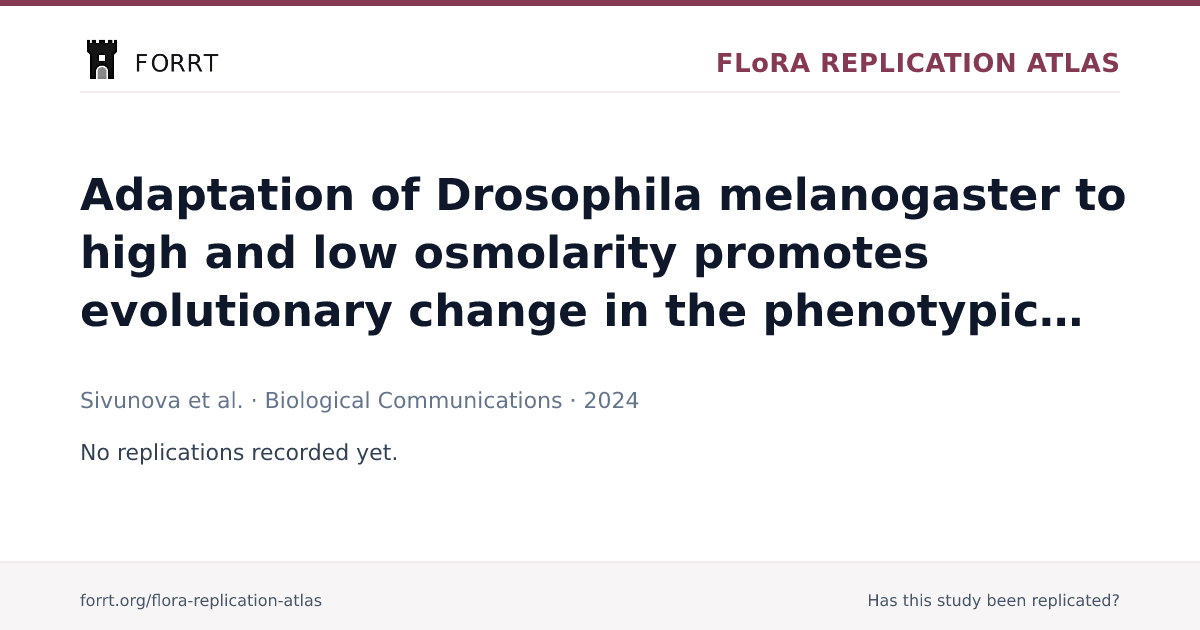 FORRT
FLoRA REPLICATION ATLAS
Adaptation of Drosophila melanogaster to
high and low osmolarity promotes
evolutionary change in the phenotypic…
Sivunova et al. · Biological Communications · 2024
No replications recorded yet.
forrt.org/flora-replication-atlas
Has this study been replicated?